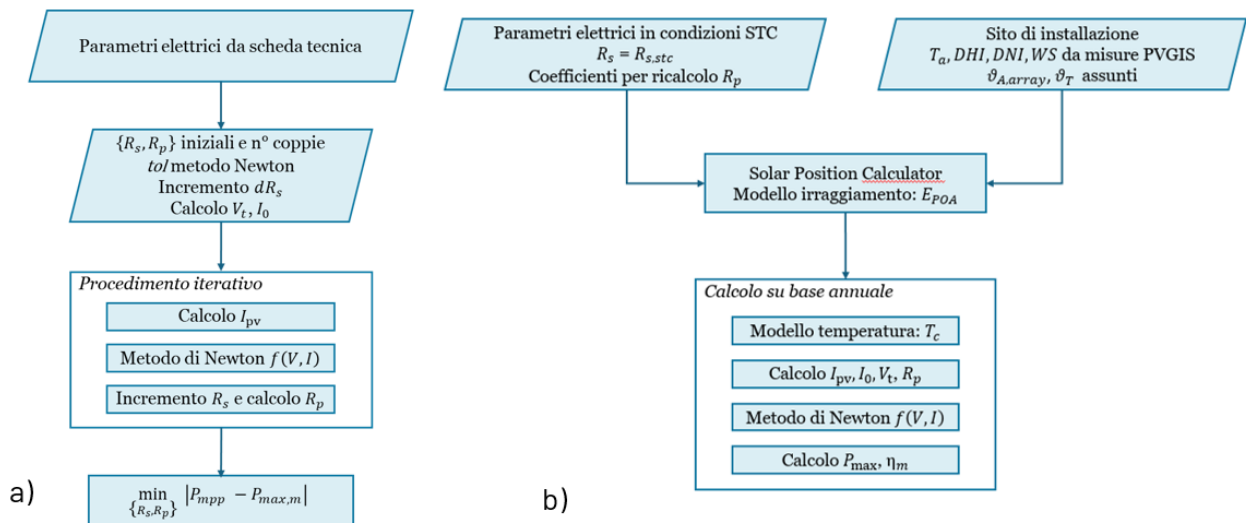 Parametri elettrici da scheda tecnica
{R_s, R_p} iniziali e n° coppie
tol metodo Newton
Incremento dR_s
Calcolo V_t, I_0
Procedimento iterativo
Calcolo I_pv
Metodo di Newton f(V, I)
Incremento R_s e calcolo R_p
min |P_mpp − P_max,m|
{R_s,R_p}
a)
Parametri elettrici in condizioni STC
R_s = R_s,stc
Coefficienti per ricalcolo R_p
Sito di installazione
T_a, DHI, DNI, WS da misure PVGIS
ϑ_A,array, ϑ_T assunti
Solar Position Calculator
Modello irraggiamento: E_POA
Calcolo su base annuale
Modello temperatura: T_c
Calcolo I_pv, I_0, V_t, R_p
Metodo di Newton f(V, I)
Calcolo P_max, η_m
b)